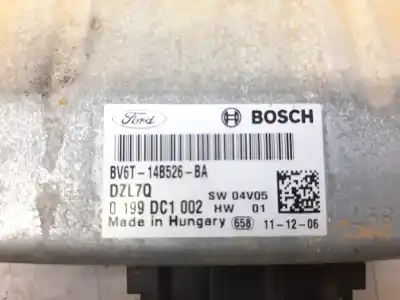 Ford BOSCH
BV6T-14B526-BA
DZL7Q SW 04V05
0 199 DC1 002 HW 01
Made in Hungary 658 11-12-06